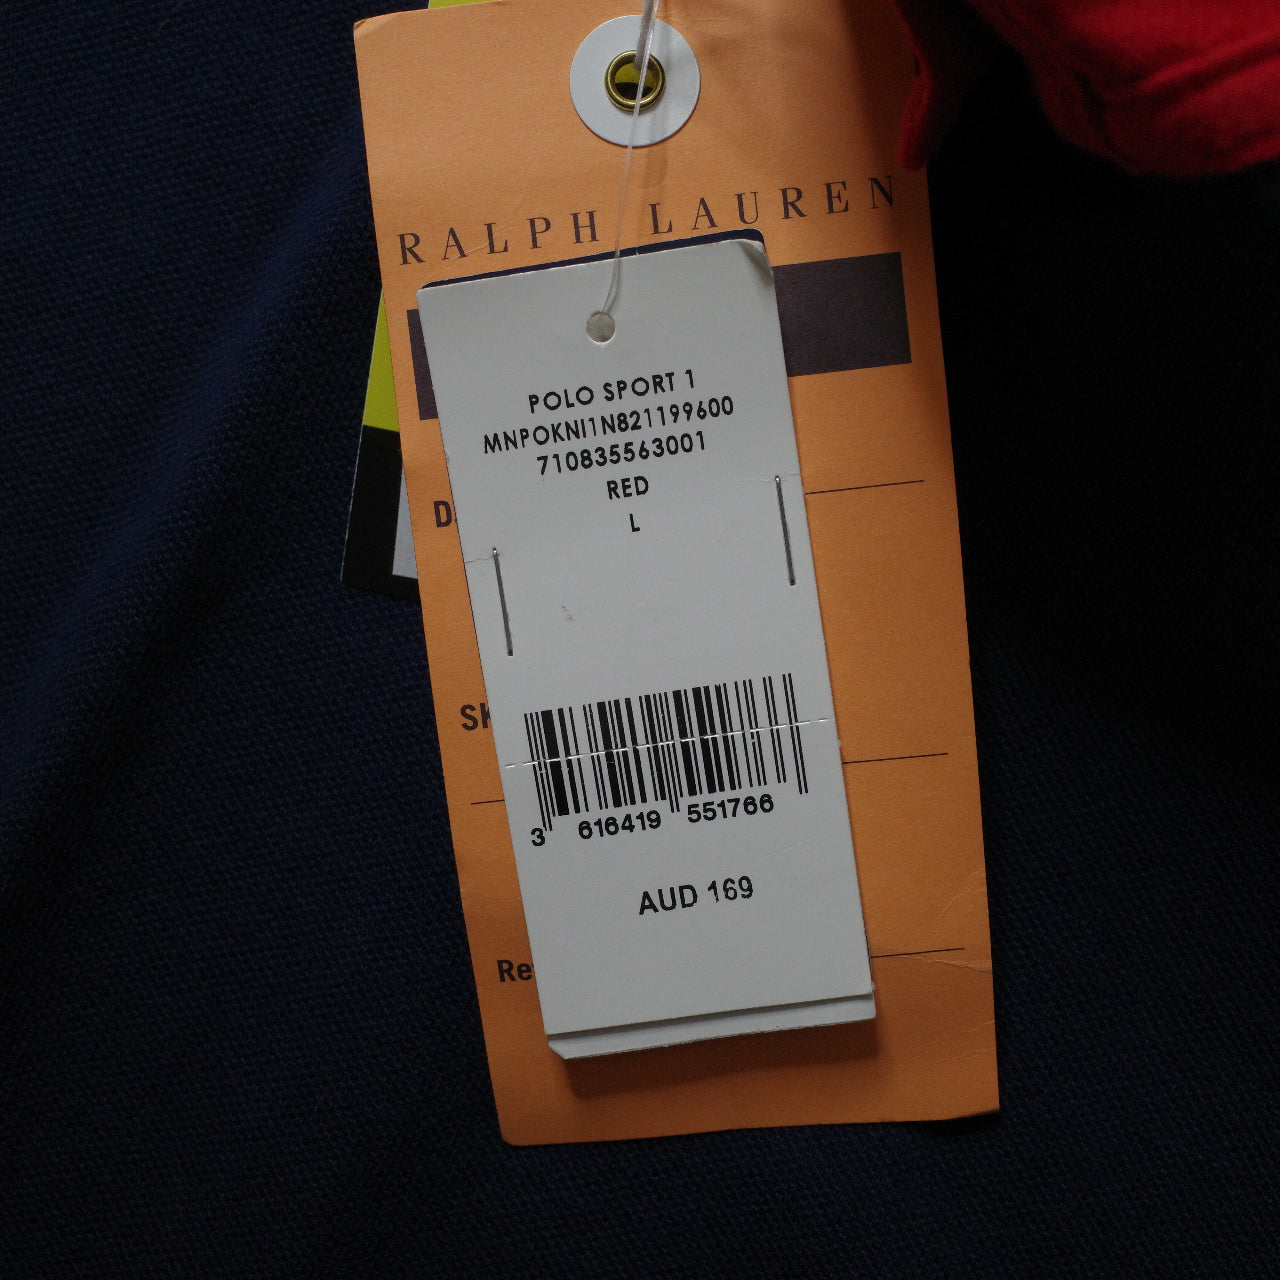 RALPH LAUREN
POLO SPORT 1
MNPOKNI1N821199600
710835563001
RED
L
3 616419 551766
AUD 169